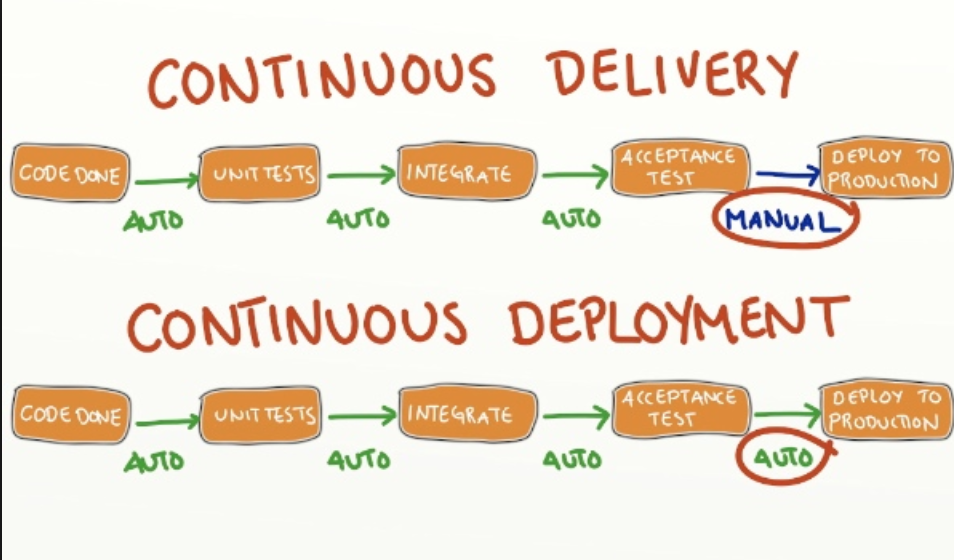 CONTINUOUS DELIVERY
CODE DONE
UNIT TESTS
INTEGRATE
ACCEPTANCE
TEST
DEPLOY TO
PRODUCTION
AUTO
AUTO
AUTO
MANUAL
CONTINUOUS DEPLOYMENT
CODE DONE
UNIT TESTS
INTEGRATE
ACCEPTANCE
TEST
DEPLOY TO
PRODUCTION
AUTO
AUTO
AUTO
AUTO